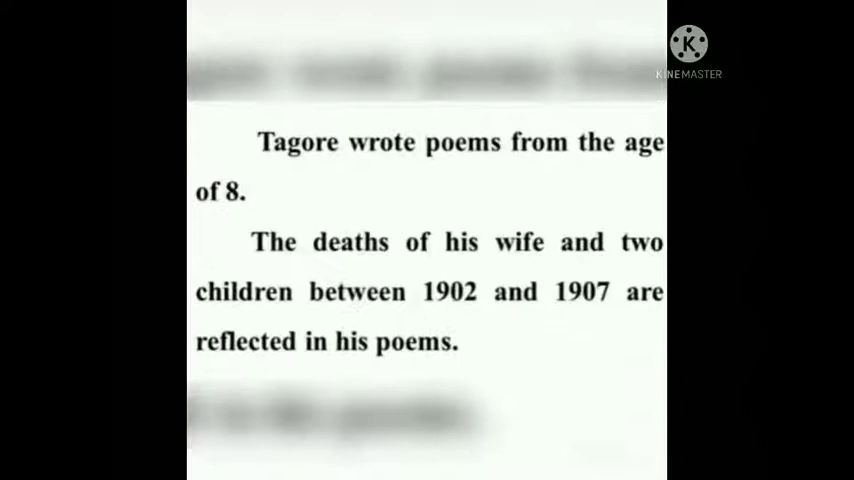 KINEMASTER
Tagore wrote poems from the age
of 8.
The deaths of his wife and two
children between 1902 and 1907 are
reflected in his poems.